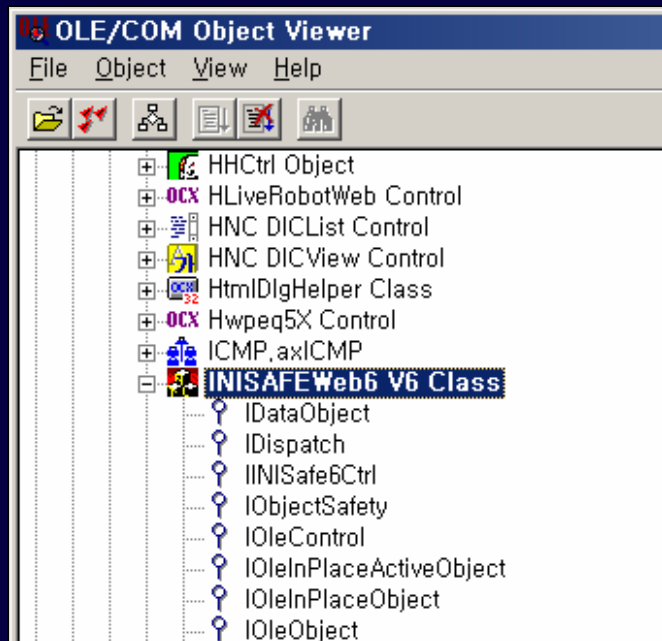 OLE/COM Object Viewer
File Object View Help
HHCtrl Object
OCX HLiveRobotWeb Control
HNC DICList Control
HNC DICView Control
HtmlDlgHelper Class
OCX Hwpeq5X Control
ICMP.axICMP
INISAFEWeb6 V6 Class
IDataObject
IDispatch
IINISafe6Ctrl
IObjectSafety
IOleControl
IOleInPlaceActiveObject
IOleInPlaceObject
IOleObject